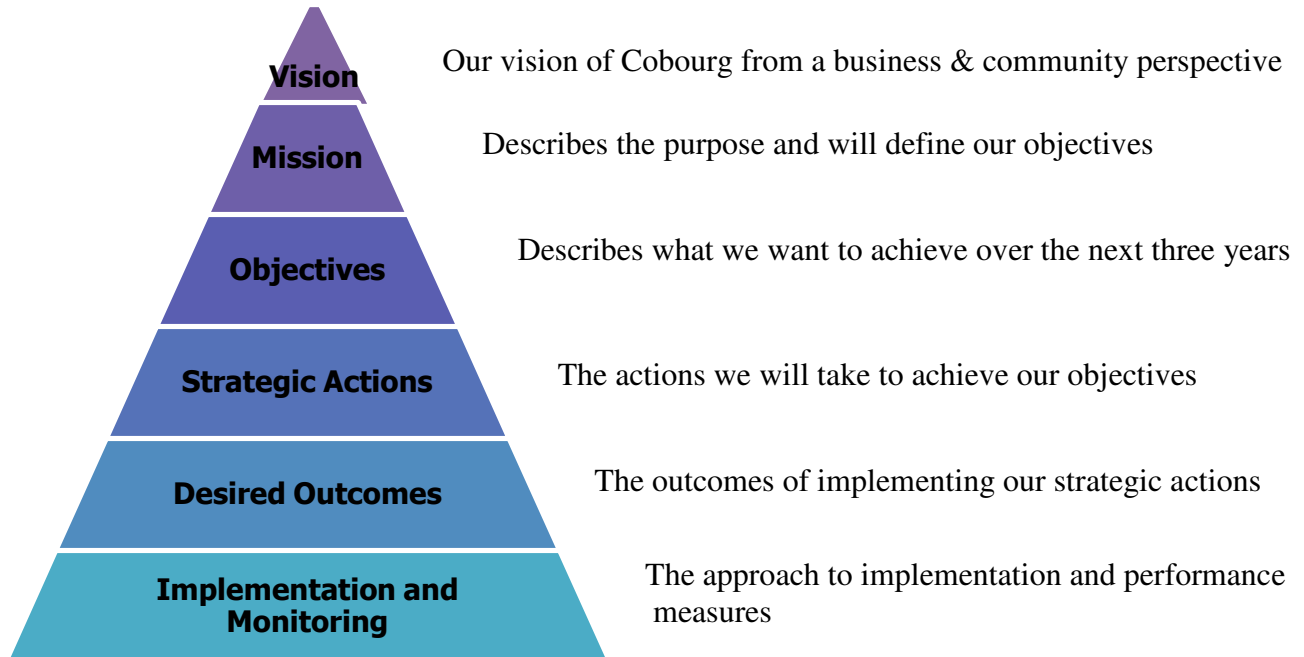 Vision
Our vision of Cobourg from a business & community perspective
Mission
Describes the purpose and will define our objectives
Objectives
Describes what we want to achieve over the next three years
Strategic Actions
The actions we will take to achieve our objectives
Desired Outcomes
The outcomes of implementing our strategic actions
Implementation and
Monitoring
The approach to implementation and performance
measures